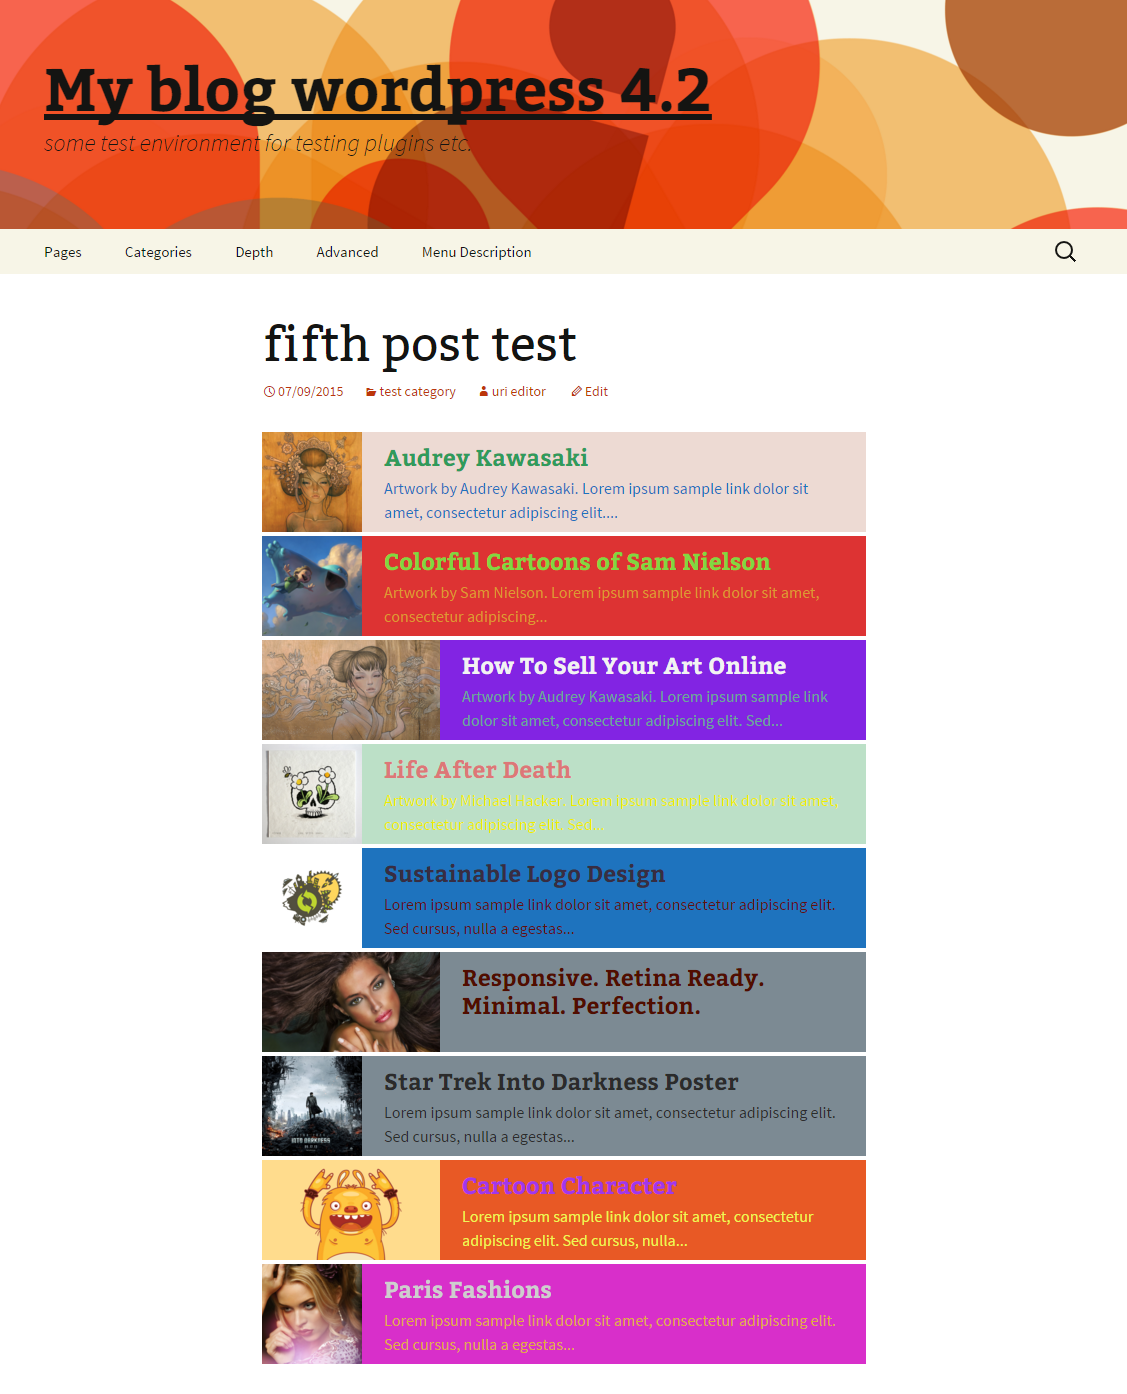 My blog wordpress 4.2
some test environment for testing plugins etc.
Pages Categories Depth Advanced Menu Description
fifth post test
07/09/2015 test category uri editor Edit
Audrey Kawasaki
Artwork by Audrey Kawasaki. Lorem ipsum sample link dolor sit
amet, consectetur adipiscing elit....
Colorful Cartoons of Sam Nielson
Artwork by Sam Nielson. Lorem ipsum sample link dolor sit amet,
consectetur adipiscing...
How To Sell Your Art Online
Artwork by Audrey Kawasaki. Lorem ipsum sample link
dolor sit amet, consectetur adipiscing elit. Sed...
Life After Death
Artwork by Michael Hacker. Lorem ipsum sample link dolor sit amet,
consectetur adipiscing elit. Sed...
Sustainable Logo Design
Lorem ipsum sample link dolor sit amet, consectetur adipiscing elit.
Sed cursus, nulla a egestas...
Responsive. Retina Ready.
Minimal. Perfection.
Star Trek Into Darkness Poster
Lorem ipsum sample link dolor sit amet, consectetur adipiscing elit.
Sed cursus, nulla a egestas...
INTO DARKNESS
Cartoon Character
Lorem ipsum sample link dolor sit amet, consectetur
adipiscing elit. Sed cursus, nulla...
Paris Fashions
Lorem ipsum sample link dolor sit amet, consectetur adipiscing elit.
Sed cursus, nulla a egestas...